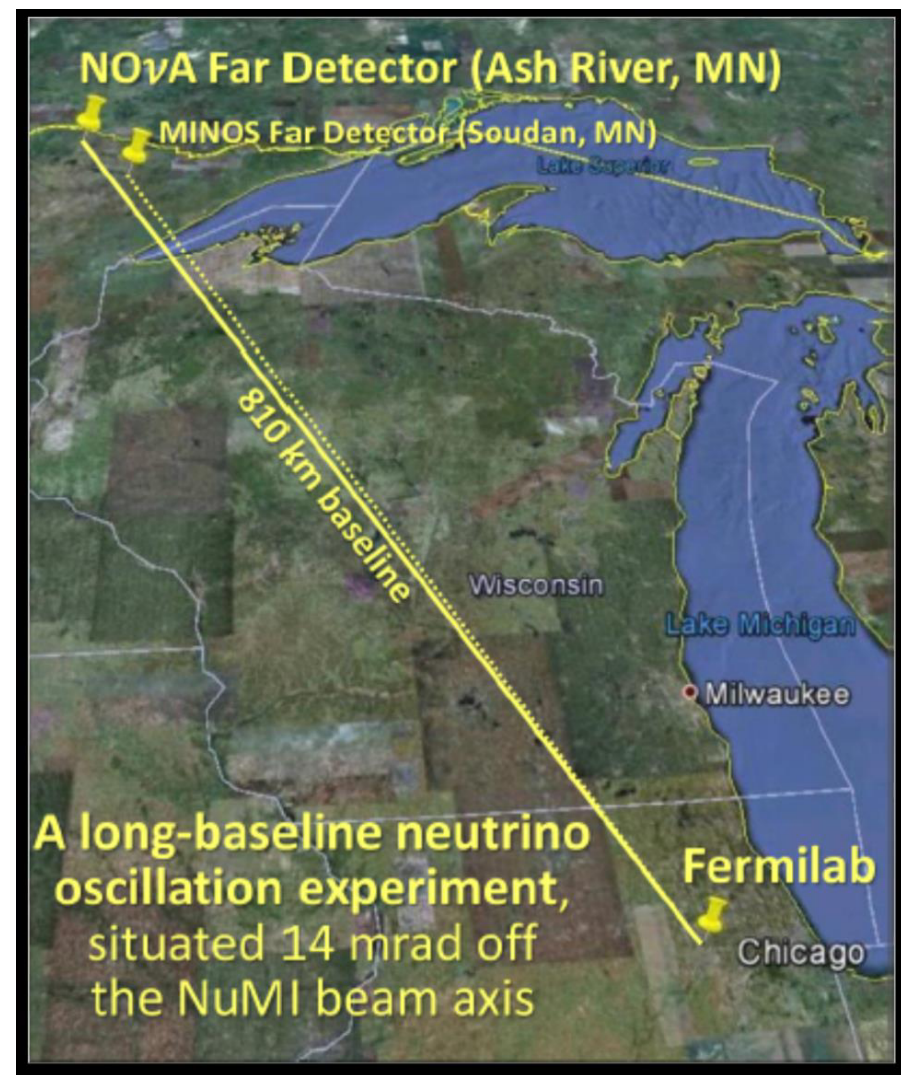 NOνA Far Detector (Ash River, MN)
MINOS Far Detector (Soudan, MN)
Lake Superior
810 km baseline
Wisconsin
Lake Michigan
Milwaukee
A long-baseline neutrino
oscillation experiment,
situated 14 mrad off
the NuMI beam axis
Fermilab
Chicago